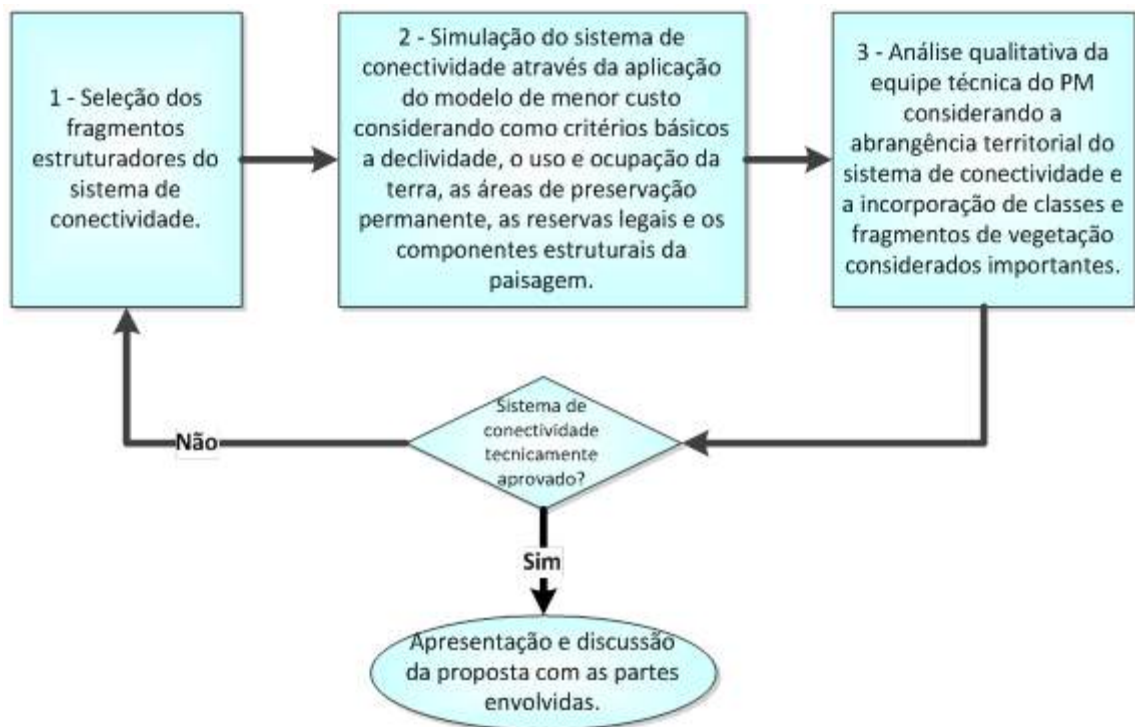 1 - Seleção dos
fragmentos
estruturadores do
sistema de
conectividade.
2 - Simulação do sistema de
conectividade através da aplicação
do modelo de menor custo
considerando como critérios básicos
a declividade, o uso e ocupação da
terra, as áreas de preservação
permanente, as reservas legais e os
componentes estruturais da
paisagem.
3 - Análise qualitativa da
equipe técnica do PM
considerando a
abrangência territorial do
sistema de conectividade e
a incorporação de classes e
fragmentos de vegetação
considerados importantes.
Sistema de
conectividade
tecnicamente
aprovado?
Não
Sim
Apresentação e discussão
da proposta com as partes
envolvidas.